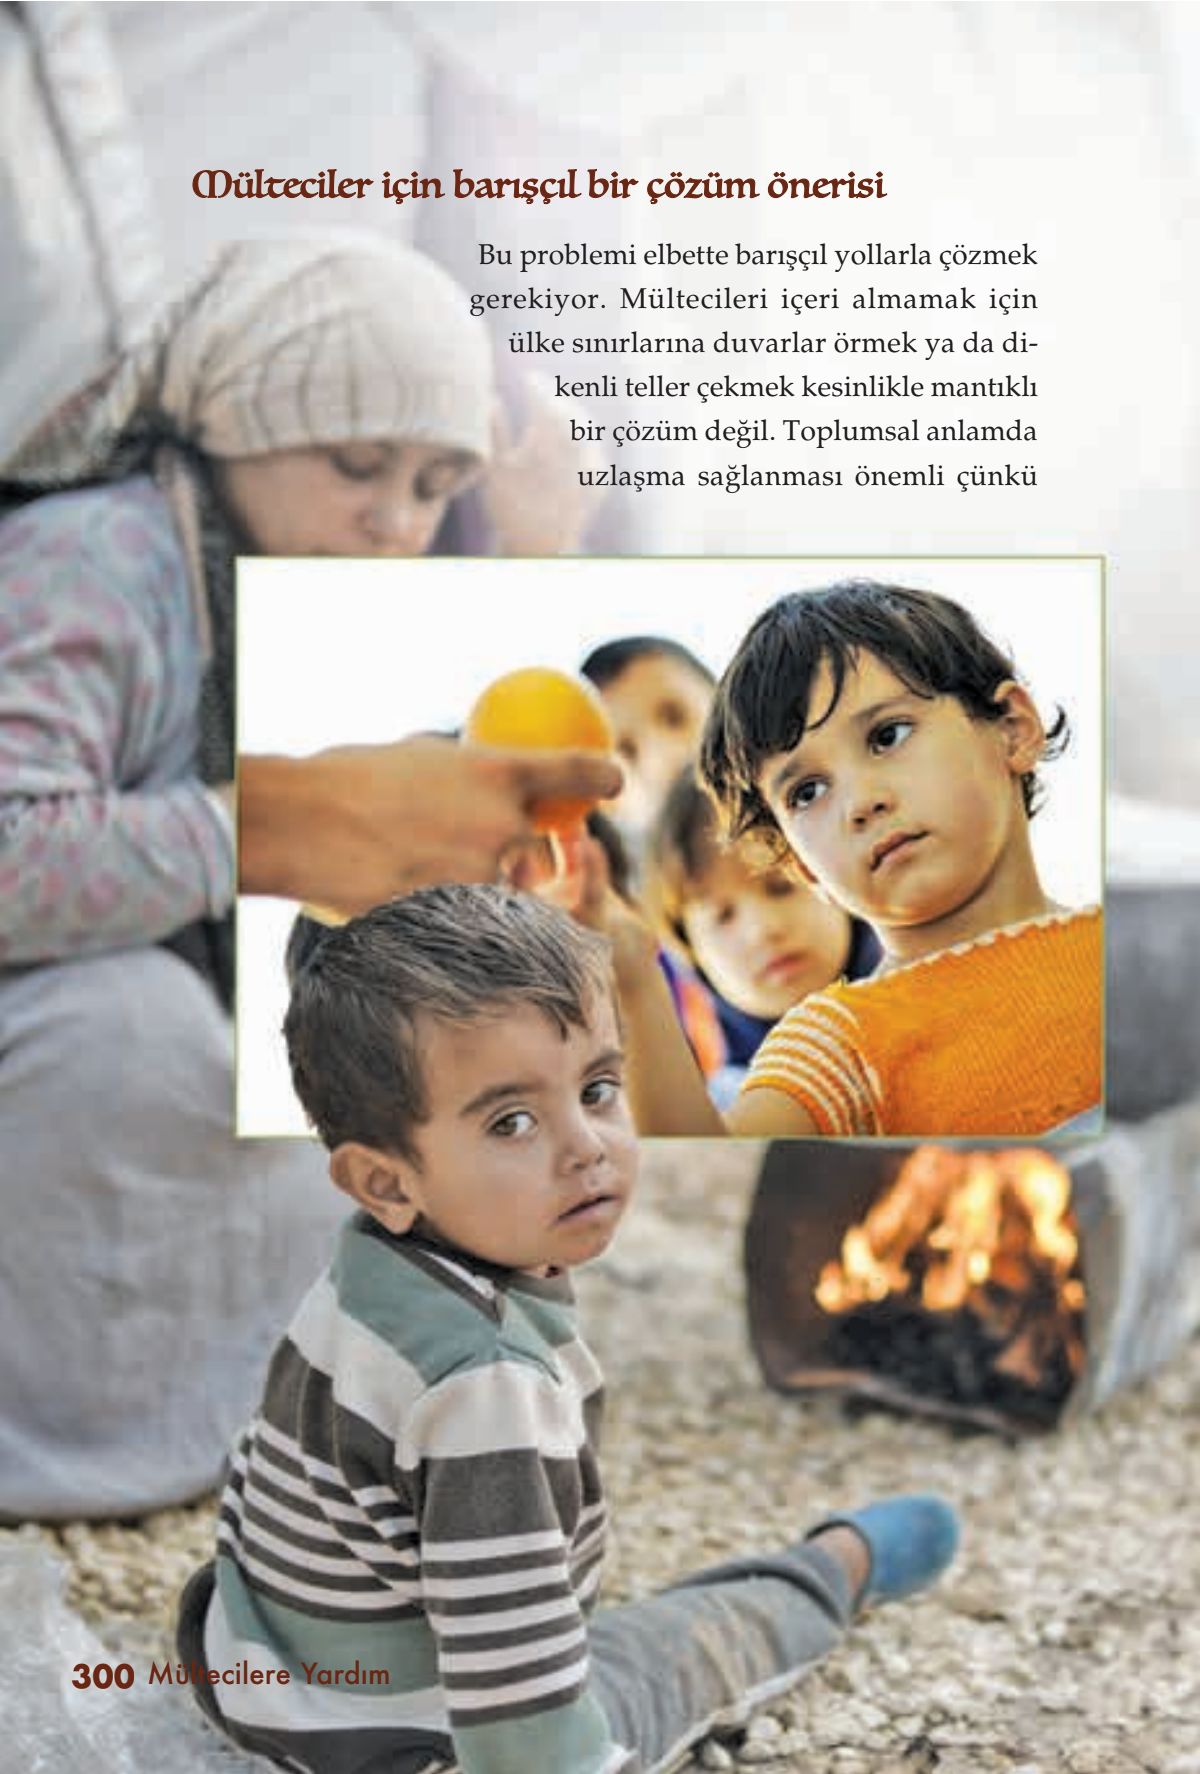 Mülteciler için barışçıl bir çözüm önerisi
Bu problemi elbette barışçıl yollarla çözmek
gerekiyor. Mültecileri içeri almamak için
ülke sınırlarına duvarlar örmek ya da di-
kenli teller çekmek kesinlikle mantıklı
bir çözüm değil. Toplumsal anlamda
uzlaşma sağlanması önemli çünkü
300 Mültecilere Yardım